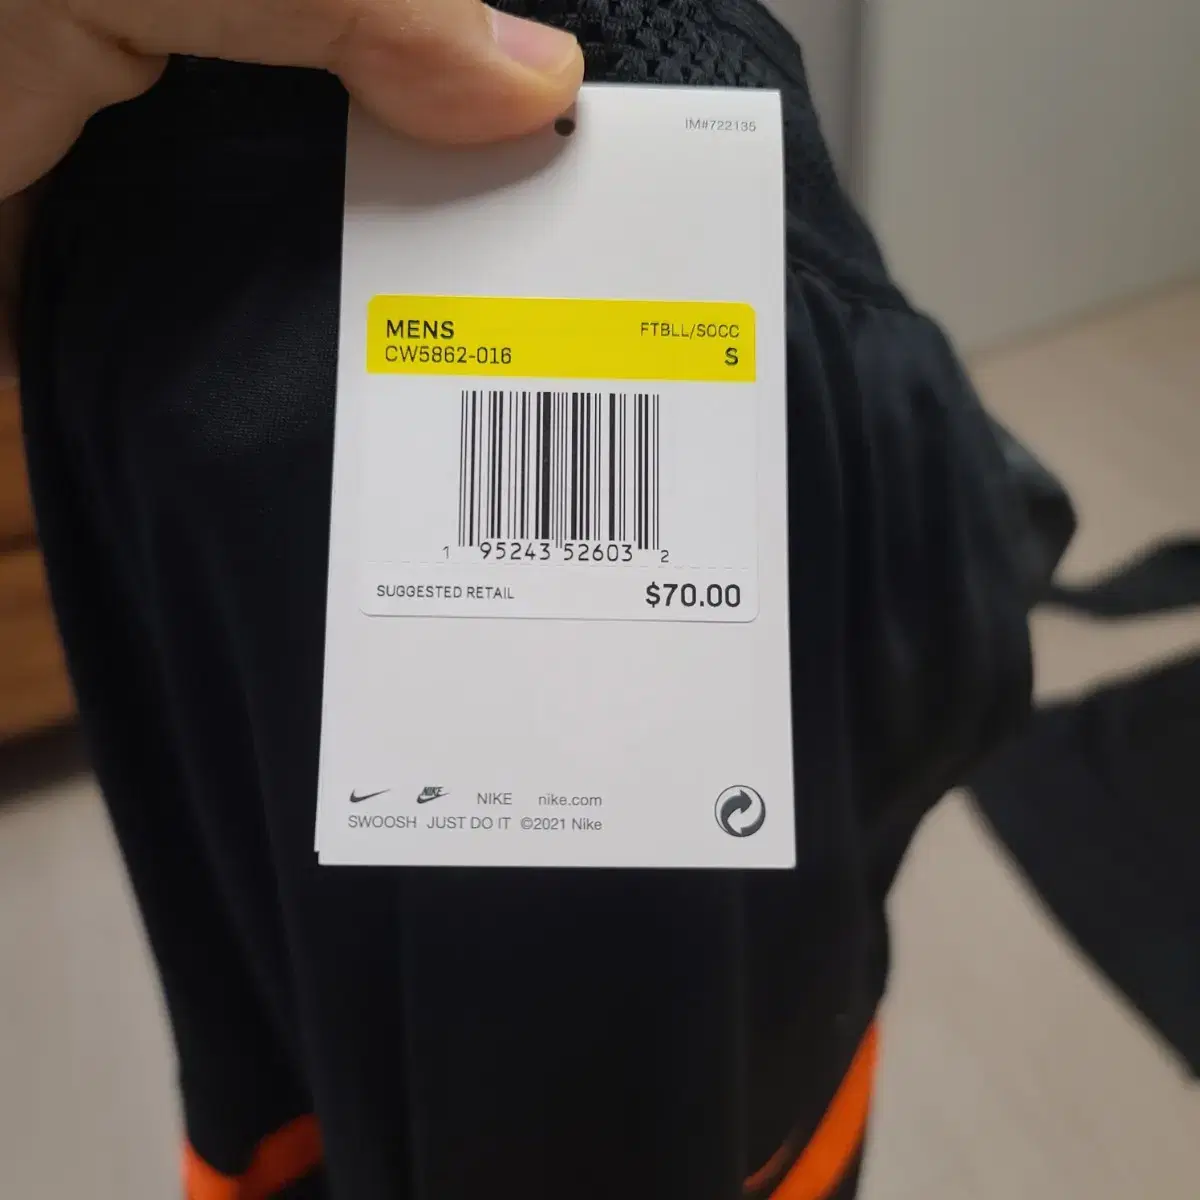 IM#722135
MENS FTBLL/SOCC
CW5862-016 S
1 95243 52603 2
SUGGESTED RETAIL $70.00
NIKE NIKE nike.com
SWOOSH JUST DO IT ©2021 Nike